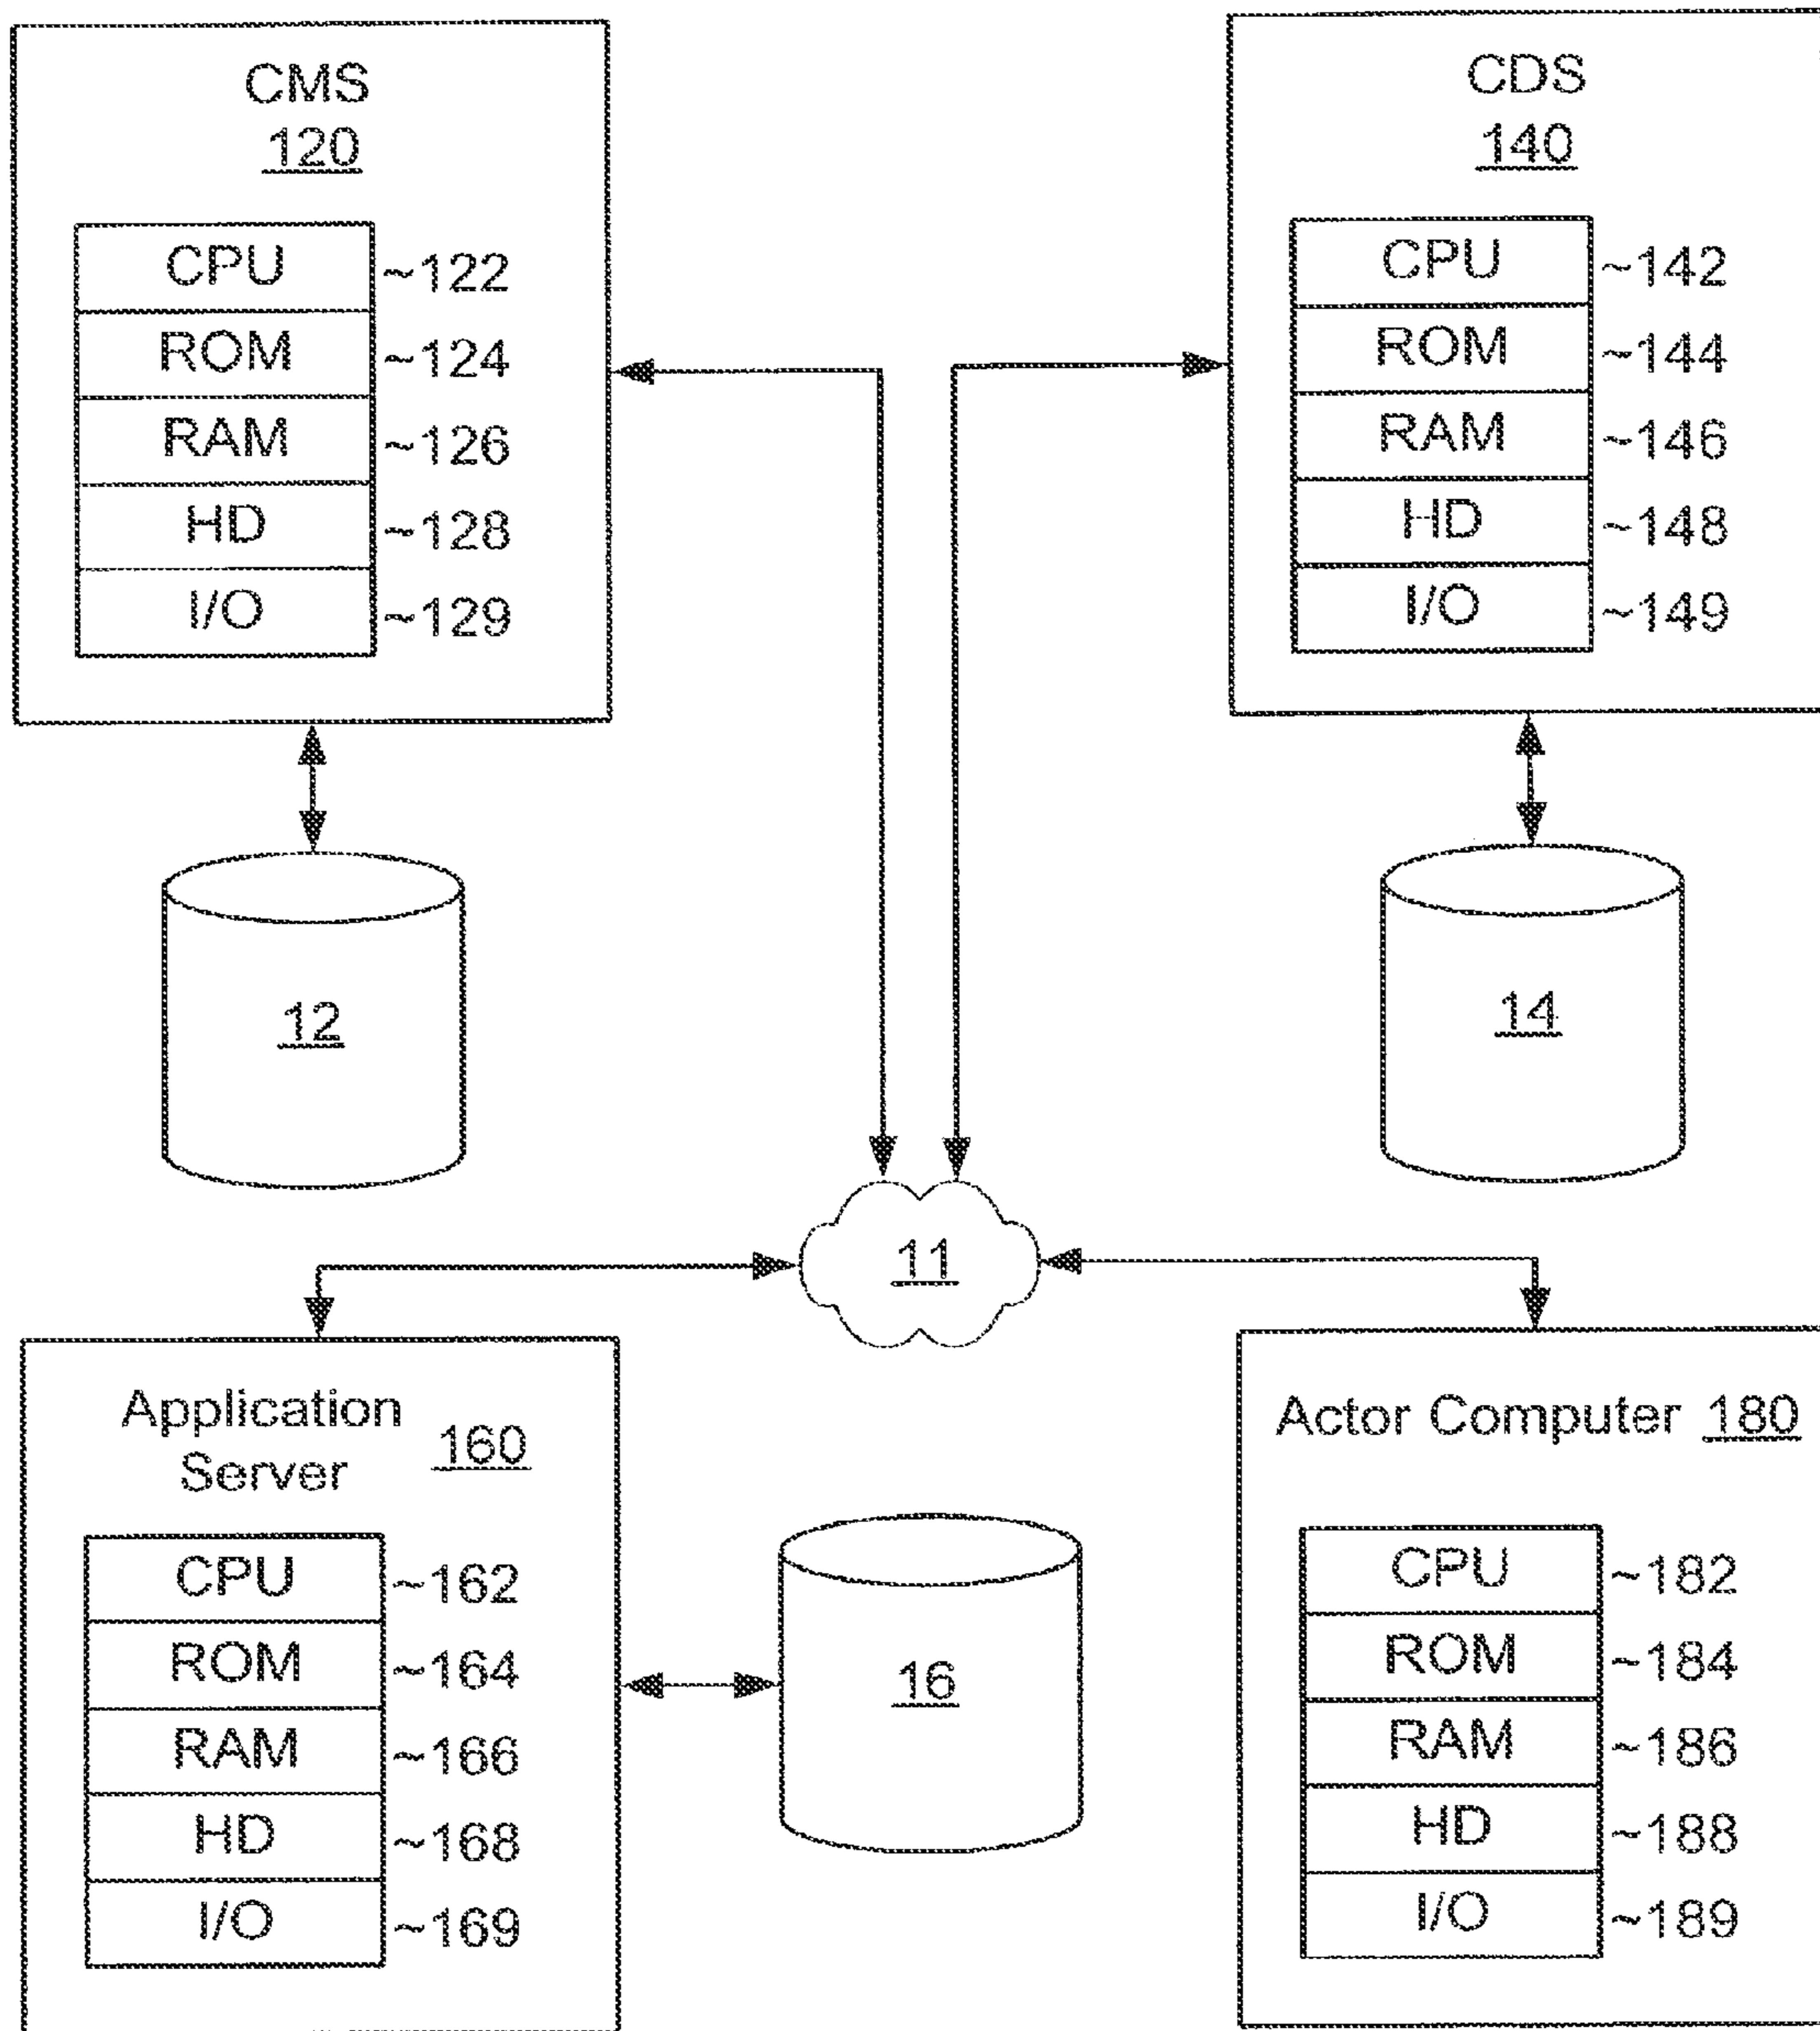 CMS
120
CPU ~122
ROM ~124
RAM ~126
HD ~128
I/O ~129
CDS
140
CPU ~142
ROM ~144
RAM ~146
HD ~148
I/O ~149
12
14
11
Application
Server 160
CPU ~162
ROM ~164
RAM ~166
HD ~168
I/O ~169
16
Actor Computer 180
CPU ~182
ROM ~184
RAM ~186
HD ~188
I/O ~189